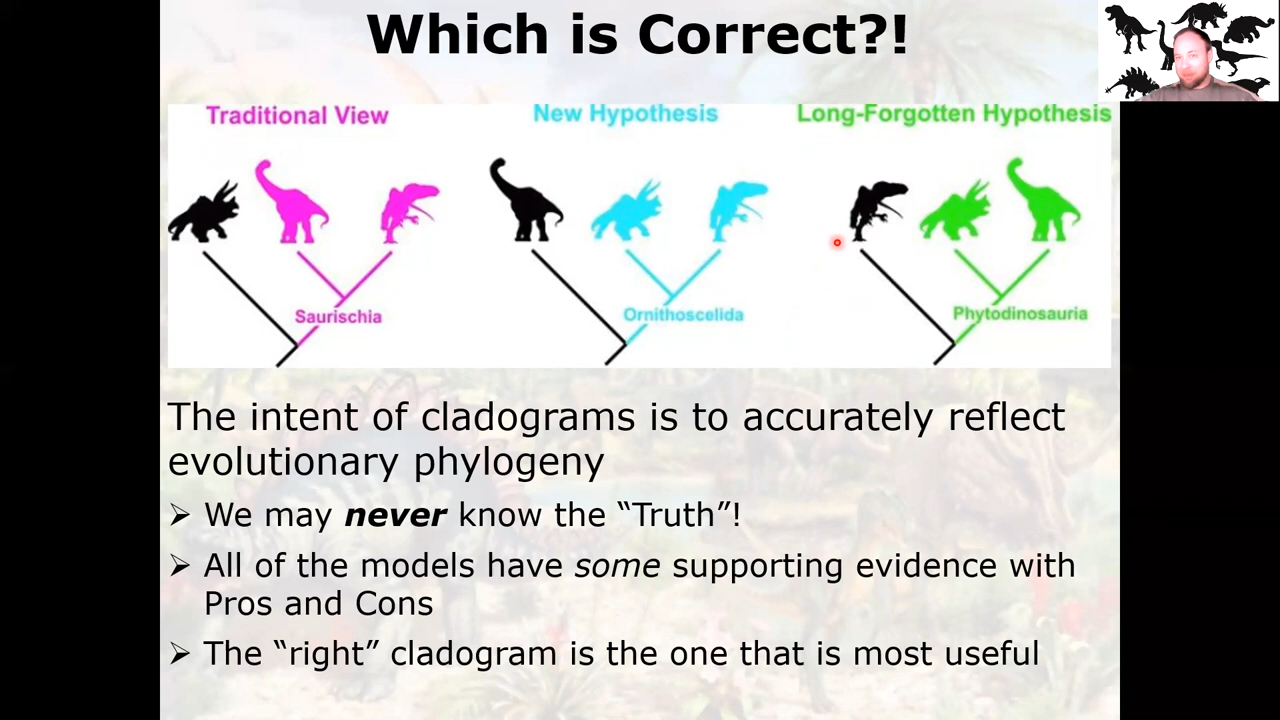 Which is Correct?!
Traditional View
New Hypothesis
Long-Forgotten Hypothesis
Saurischia
Ornithoscelida
Phytodinosauria
The intent of cladograms is to accurately reflect
evolutionary phylogeny
➢ We may never know the “Truth”!
➢ All of the models have some supporting evidence with
Pros and Cons
➢ The “right” cladogram is the one that is most useful